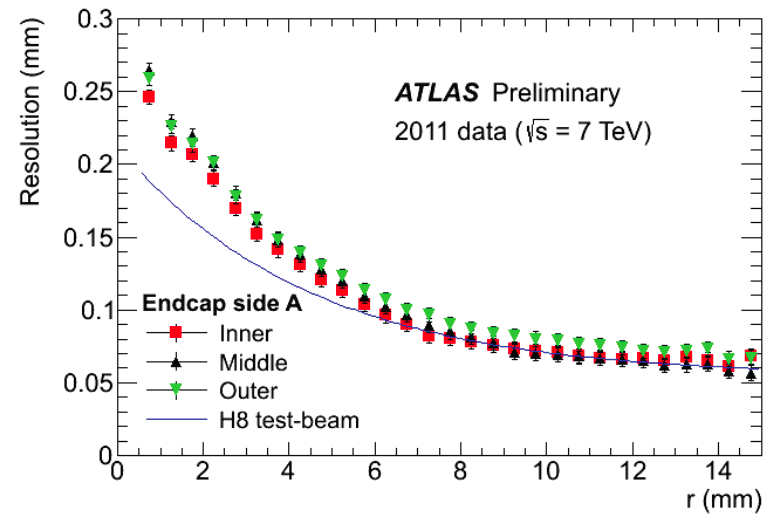 0.3
0.25
0.2
0.15
0.1
0.05
0
Resolution (mm)
ATLAS Preliminary
2011 data (√s = 7 TeV)
Endcap side A
Inner
Middle
Outer
H8 test-beam
0 2 4 6 8 10 12 14
r (mm)